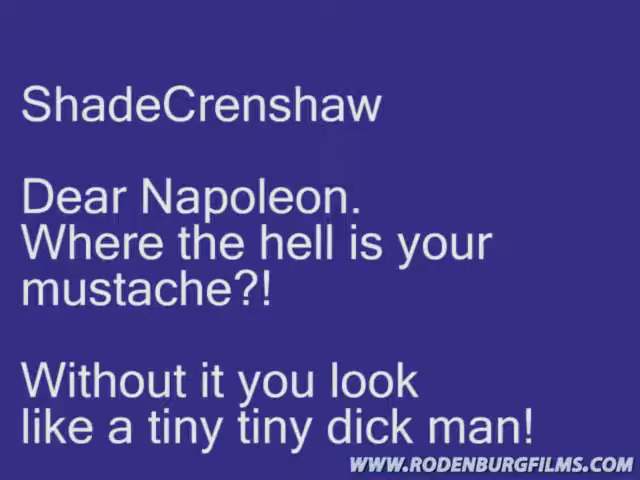 ShadeCrenshaw
Dear Napoleon.
Where the hell is your
mustache?!
Without it you look
like a tiny tiny dick man!
WWW.RODENBURGFILMS.COM